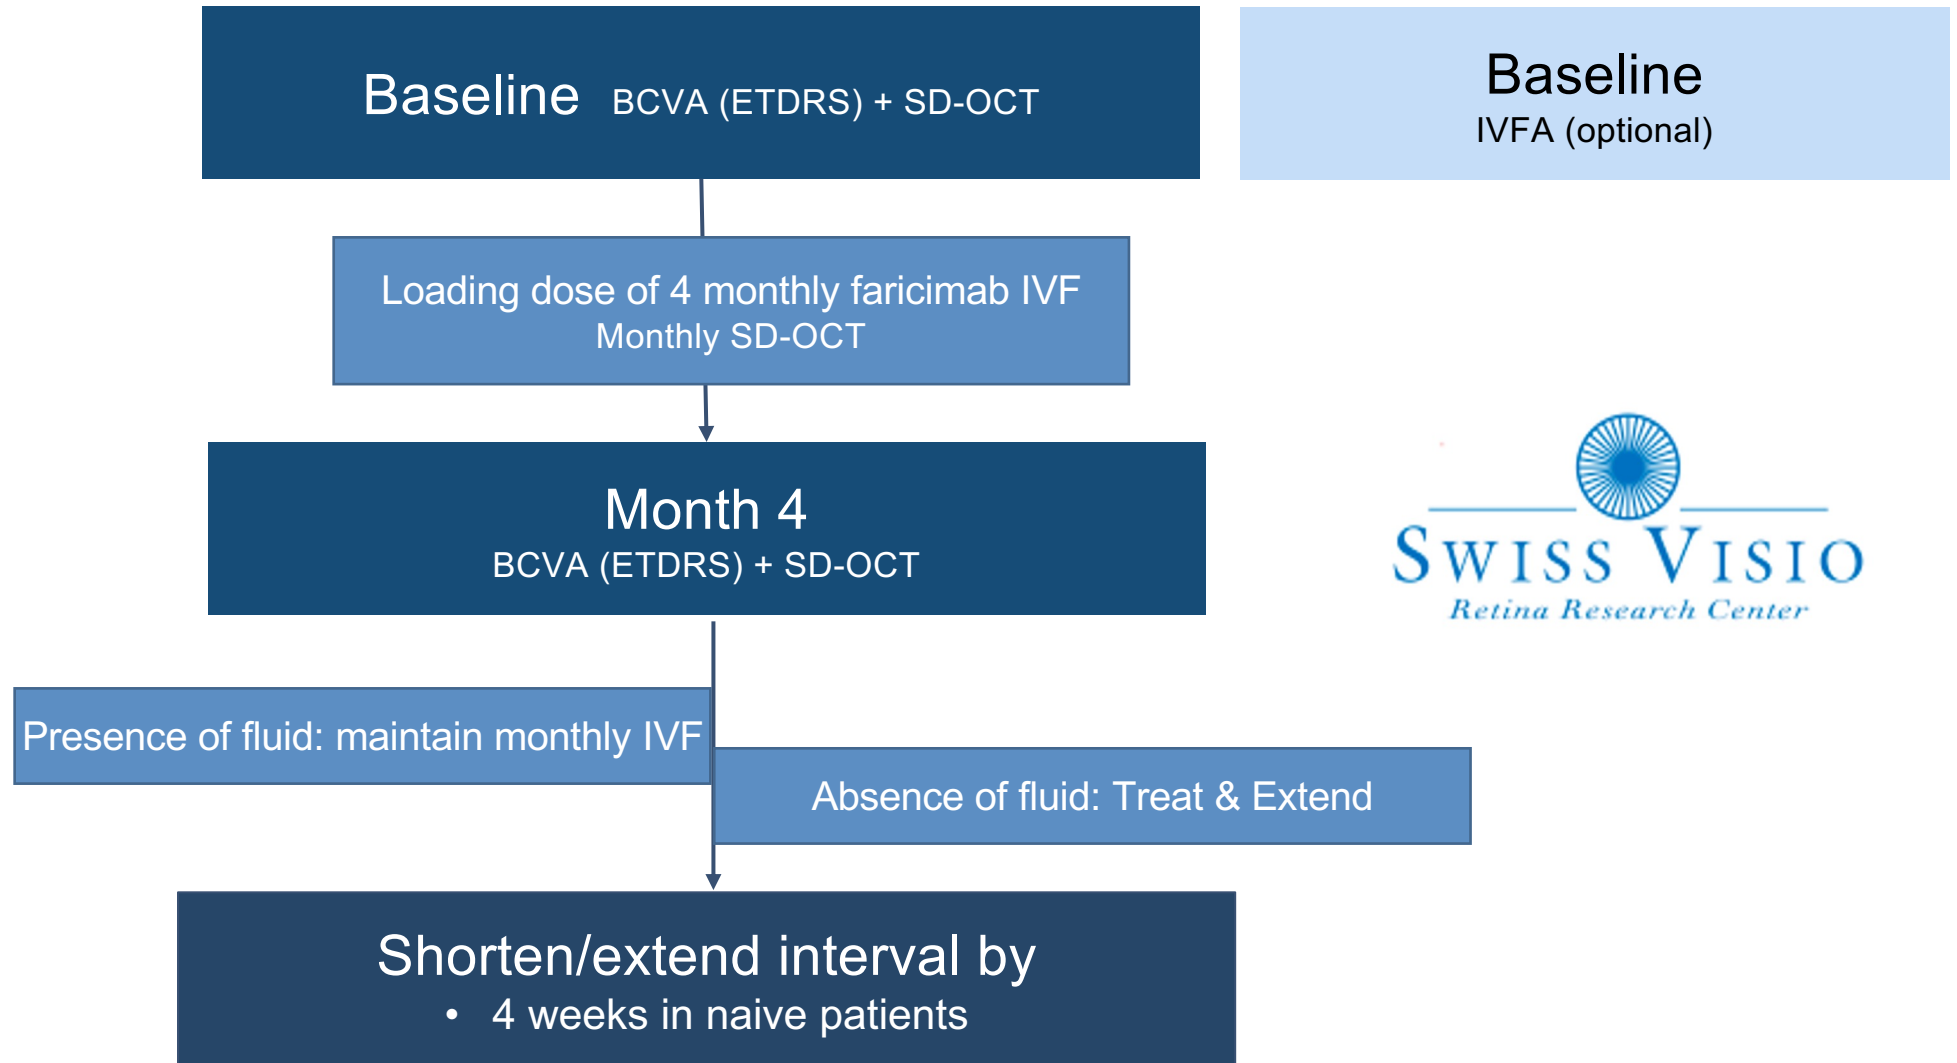 Baseline BCVA (ETDRS) + SD-OCT
Baseline
IVFA (optional)
Loading dose of 4 monthly faricimab IVF
Monthly SD-OCT
Month 4
BCVA (ETDRS) + SD-OCT
SWISS VISIO
Retina Research Center
Presence of fluid: maintain monthly IVF
Absence of fluid: Treat & Extend
Shorten/extend interval by
• 4 weeks in naive patients